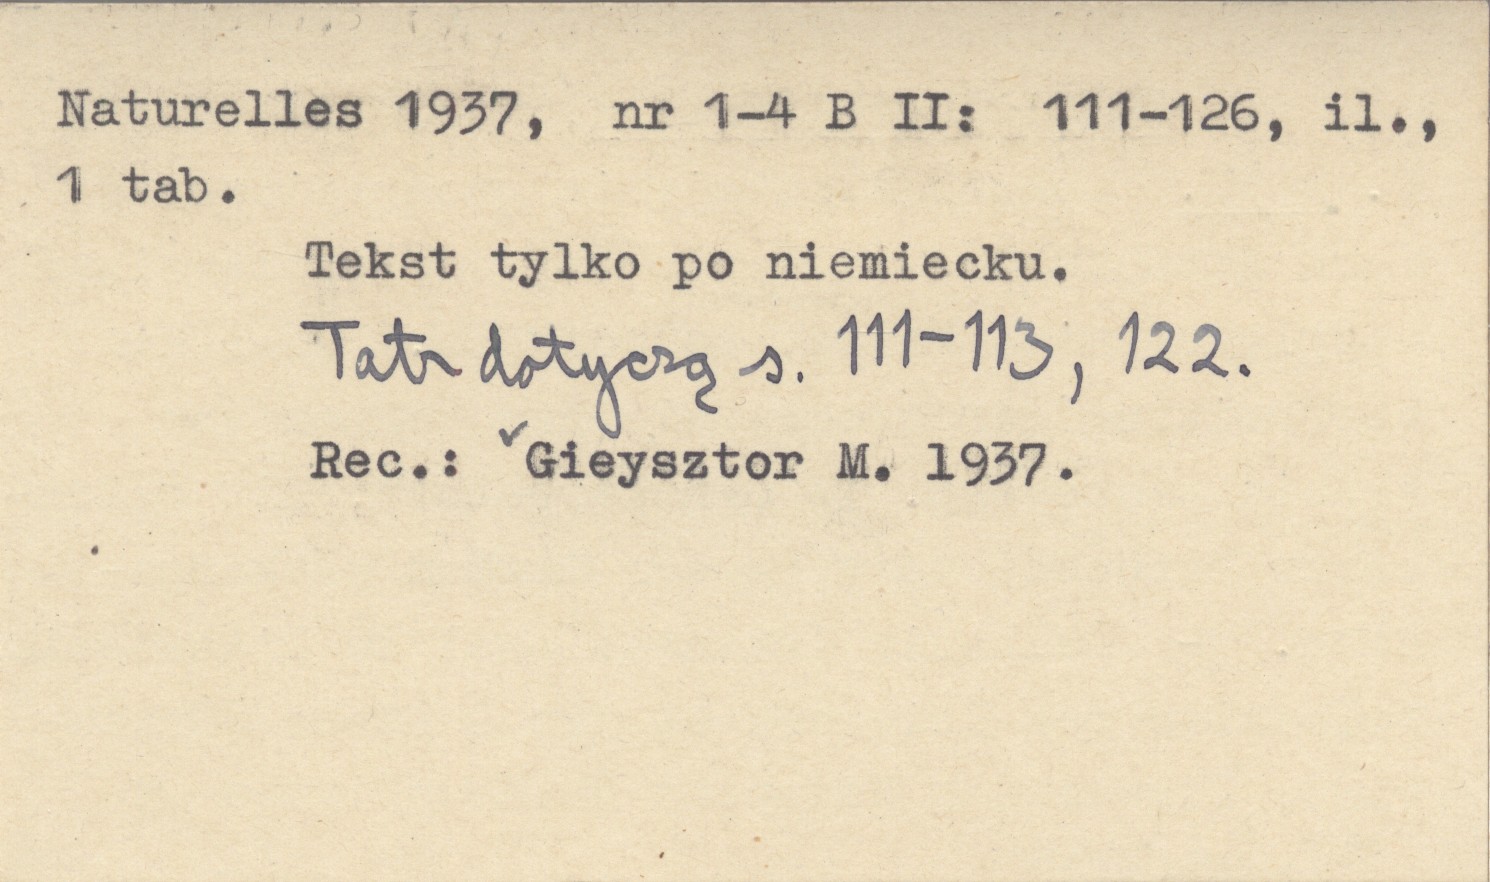 Naturelles 1937, nr 1-4 B II: 111-126, il.,
1 tab.
Tekst tylko po niemiecku.
Tatr dotyczą s. 111-113, 122.
Rec.: ✓Gieysztor M. 1937.